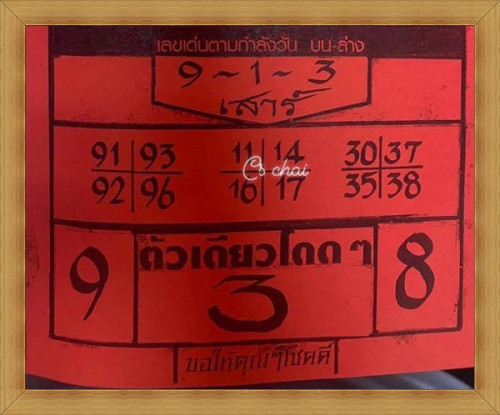 เลขเด่นตามกำลังวัน บน-ล่าง
9 - 1 - 3
เสาร์
91 93 11 14 30 37
92 96 16 17 35 38
Cs chai
ตัวเดียวโดด ๆ
9 3 8
ขอให้คุณๆโชคดี